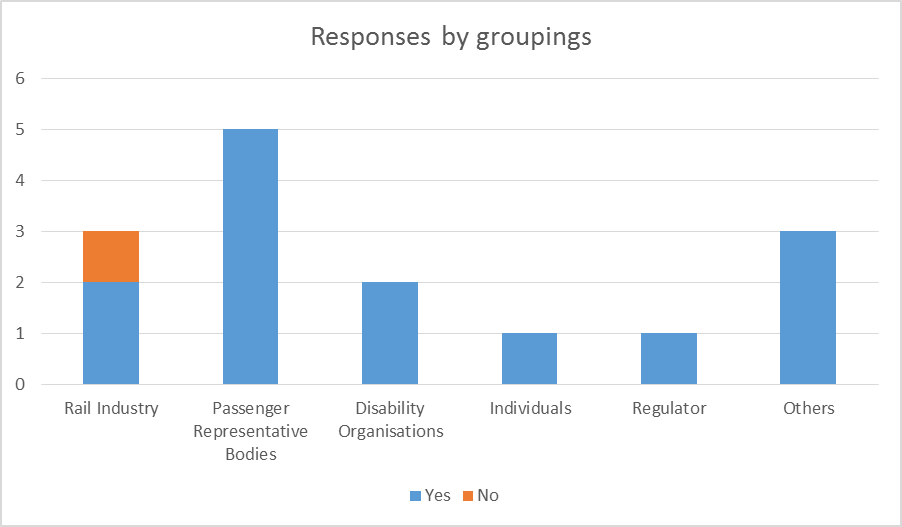 Responses by groupings
6
5
4
3
2
1
0
Rail Industry
Passenger
Representative
Bodies
Disability
Organisations
Individuals
Regulator
Others
Yes
No